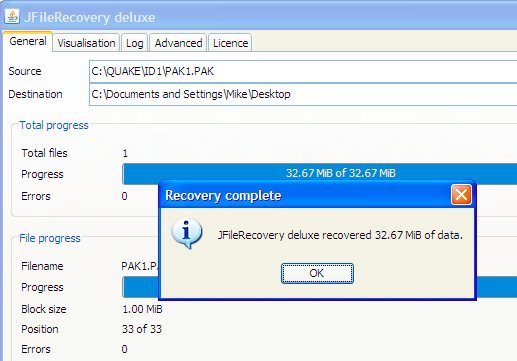 JFileRecovery deluxe
General Visualisation Log Advanced Licence
Source C:\QUAKE\ID1\PAK1.PAK
Destination C:\Documents and Settings\Mike\Desktop
Total progress
Total files 1
Progress 32.67 MiB of 32.67 MiB
Errors 0
Recovery complete
JFileRecovery deluxe recovered 32.67 MiB of data.
OK
File progress
Filename PAK1.P
Progress
Block size 1.00 MiB
Position 33 of 33
Errors 0